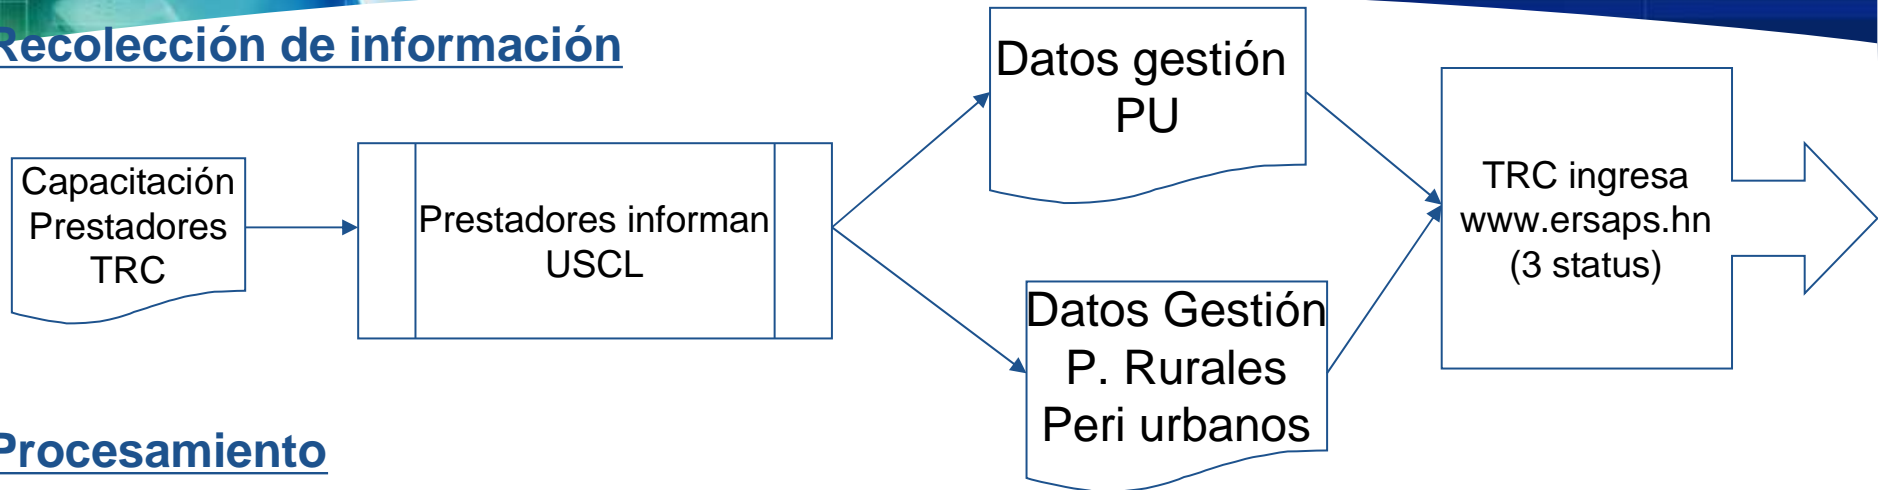 Recolección de información
Capacitación
Prestadores
TRC
Prestadores informan
USCL
Datos gestión
PU
Datos Gestión
P. Rurales
Peri urbanos
TRC ingresa
www.ersaps.hn
(3 status)
Procesamiento